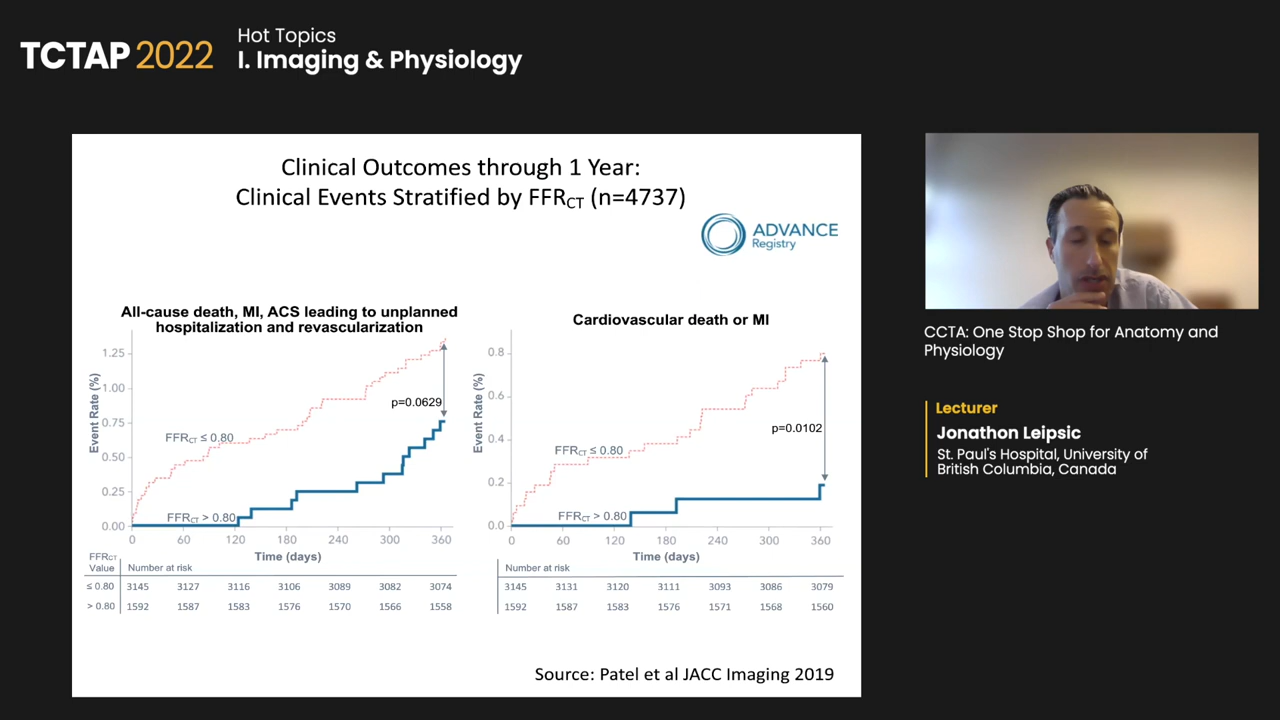 TCTAP 2022
Hot Topics
I. Imaging & Physiology
Clinical Outcomes through 1 Year:
Clinical Events Stratified by FFRCT (n=4737)
ADVANCE
Registry
All-cause death, MI, ACS leading to unplanned
hospitalization and revascularization
Event Rate (%)
1.25
1.00
0.75
0.50
0.25
0.00
p=0.0629
FFRCT ≤ 0.80
FFRCT > 0.80
0 60 120 180 240 300 360
Time (days)
FFRCT
Value
Number at risk
≤ 0.80 3145 3127 3116 3106 3089 3082 3074
> 0.80 1592 1587 1583 1576 1570 1566 1558
Cardiovascular death or MI
Event Rate (%)
0.8
0.6
0.4
0.2
0.0
p=0.0102
FFRCT ≤ 0.80
FFRCT > 0.80
0 60 120 180 240 300 360
Time (days)
Number at risk
3145 3131 3120 3111 3093 3086 3079
1592 1587 1583 1576 1571 1568 1560
Source: Patel et al JACC Imaging 2019
CCTA: One Stop Shop for Anatomy and
Physiology
Lecturer
Jonathon Leipsic
St. Paul's Hospital, University of
British Columbia, Canada